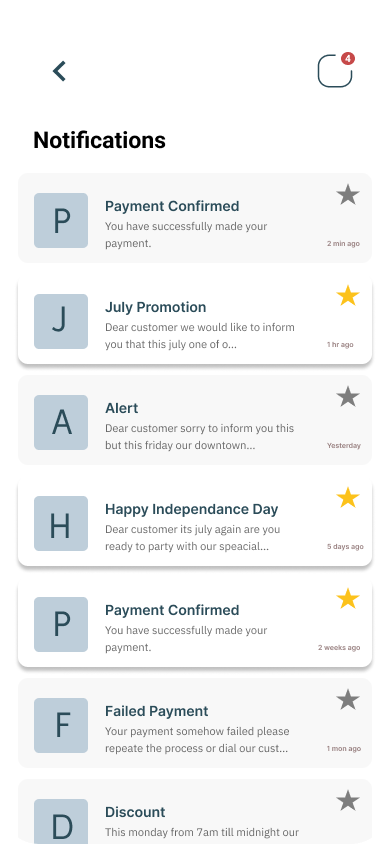 4
Notifications
P
Payment Confirmed
You have successfully made your
payment.
2 min ago
J
July Promotion
Dear customer we would like to inform
you that this july one of o...
1 hr ago
A
Alert
Dear customer sorry to inform you this
but this friday our downtown...
Yesterday
H
Happy Independance Day
Dear customer its july again are you
ready to party with our speacial...
5 days ago
P
Payment Confirmed
You have successfully made your
payment.
2 weeks ago
F
Failed Payment
Your payment somehow failed please
repeate the process or dial our cust...
1 mon ago
D
Discount
This monday from 7am till midnight our